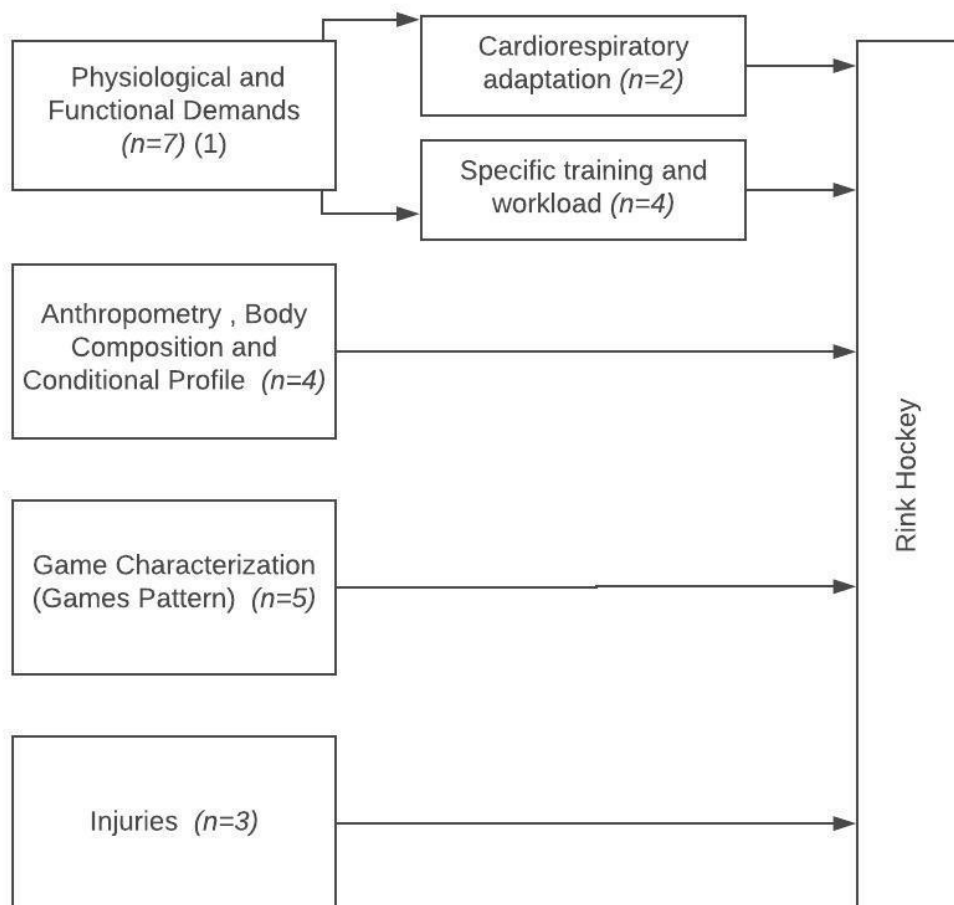 Physiological and
Functional Demands
(n=7) (1)
Cardiorespiratory
adaptation (n=2)
Specific training and
workload (n=4)
Anthropometry , Body
Composition and
Conditional Profile (n=4)
Game Characterization
(Games Pattern) (n=5)
Injuries (n=3)
Rink Hockey